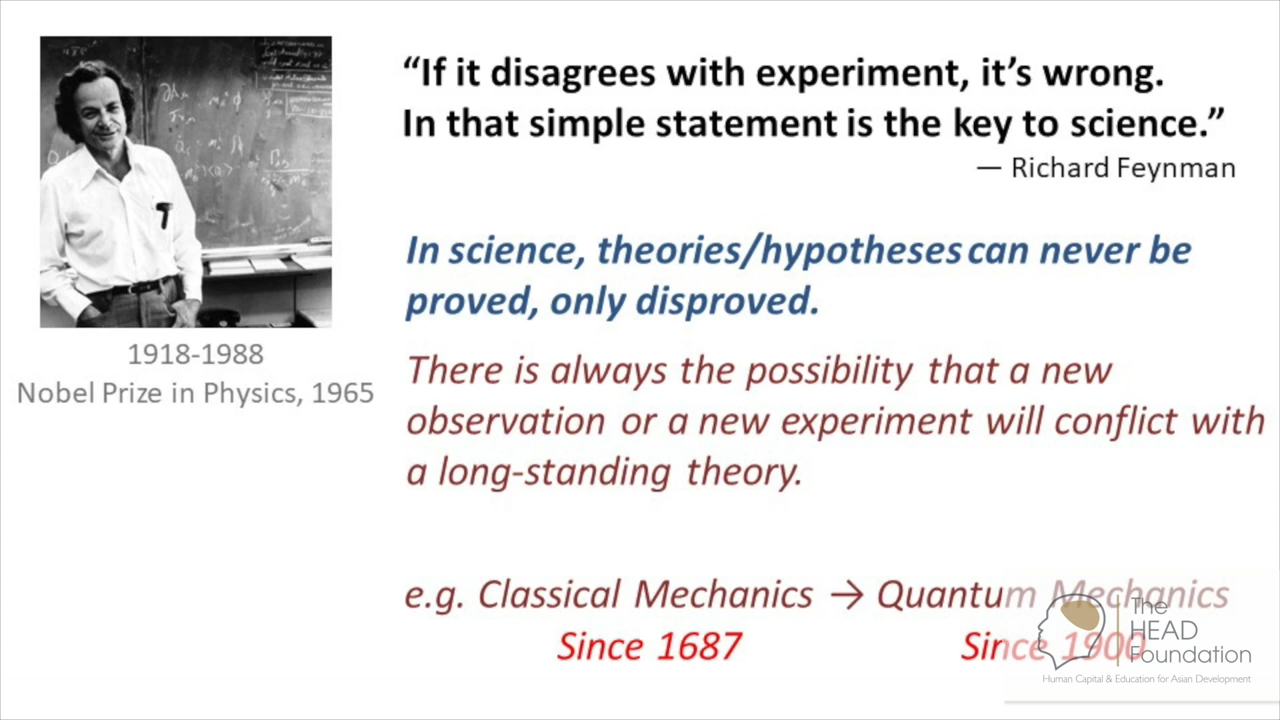 “If it disagrees with experiment, it’s wrong.
In that simple statement is the key to science.”
— Richard Feynman
In science, theories/hypotheses can never be
proved, only disproved.
1918-1988
Nobel Prize in Physics, 1965
There is always the possibility that a new
observation or a new experiment will conflict with
a long-standing theory.
e.g. Classical Mechanics → Quantum Mechanics
Since 1687
Since 1900
The
HEAD
Foundation
Human Capital & Education for Asian Development